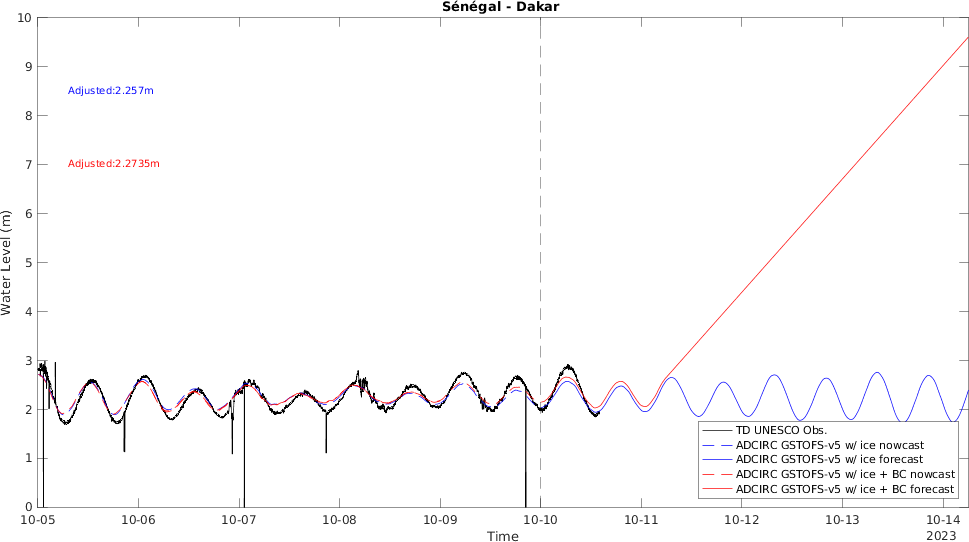 Sénégal - Dakar
10
9
8
7
6
5
4
3
2
1
0
Water Level (m)
Adjusted:2.257m
Adjusted:2.2735m
TD UNESCO Obs.
ADCIRC GSTOFS-v5 w/ ice nowcast
ADCIRC GSTOFS-v5 w/ ice forecast
ADCIRC GSTOFS-v5 w/ ice + BC nowcast
ADCIRC GSTOFS-v5 w/ ice + BC forecast
10-05 10-06 10-07 10-08 10-09 10-10 10-11 10-12 10-13 10-14
2023
Time